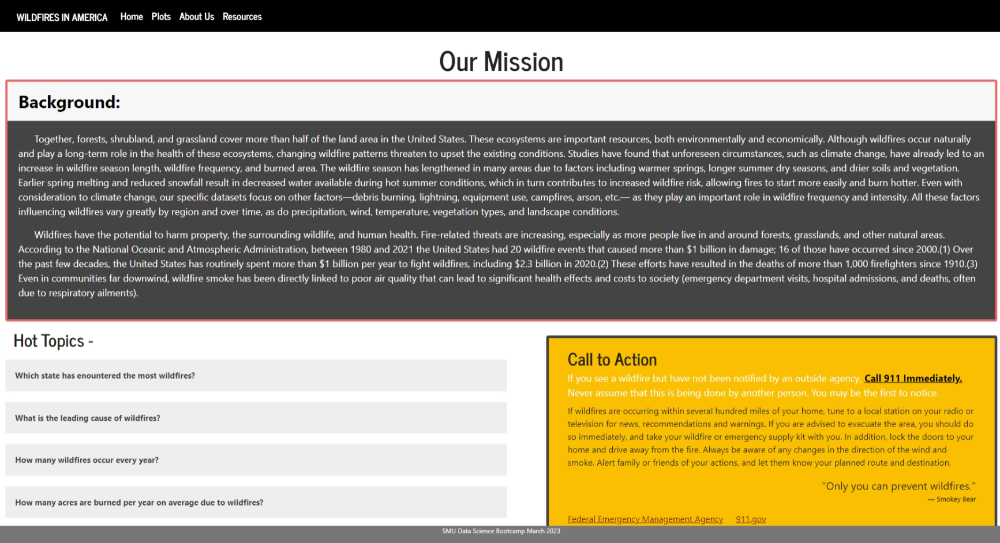 WILDFIRES IN AMERICA Home Plots About Us Resources
Our Mission
Background:
Together, forests, shrubland, and grassland cover more than half of the land area in the United States. These ecosystems are important resources, both environmentally and economically. Although wildfires occur naturally
and play a long-term role in the health of these ecosystems, changing wildfire patterns threaten to upset the existing conditions. Studies have found that unforeseen circumstances, such as climate change, have already led to an
increase in wildfire season length, wildfire frequency, and burned area. The wildfire season has lengthened in many areas due to factors including warmer springs, longer summer dry seasons, and drier soils and vegetation.
Earlier spring melting and reduced snowfall result in decreased water available during hot summer conditions, which in turn contributes to increased wildfire risk, allowing fires to start more easily and burn hotter. Even with
consideration to climate change, our specific datasets focus on other factors—debris burning, lightning, equipment use, campfires, arson, etc.— as they play an important role in wildfire frequency and intensity. All these factors
influencing wildfires vary greatly by region and over time, as do precipitation, wind, temperature, vegetation types, and landscape conditions.
Wildfires have the potential to harm property, the surrounding wildlife, and human health. Fire-related threats are increasing, especially as more people live in and around forests, grasslands, and other natural areas.
According to the National Oceanic and Atmospheric Administration, between 1980 and 2021 the United States had 20 wildfire events that caused more than $1 billion in damage; 16 of those have occurred since 2000.(1) Over
the past few decades, the United States has routinely spent more than $1 billion per year to fight wildfires, including $2.3 billion in 2020.(2) These efforts have resulted in the deaths of more than 1,000 firefighters since 1910.(3)
Even in communities far downwind, wildfire smoke has been directly linked to poor air quality that can lead to significant health effects and costs to society (emergency department visits, hospital admissions, and deaths, often
due to respiratory ailments).
Hot Topics -
Which state has enountered the most wildfires?
What is the leading cause of wildfires?
How many wildfires occur every year?
How many acres are burned per year on average due to wildfires?
Call to Action
If you see a wildfire but have not been notified by an outside agency, Call 911 Immediately.
Never assume that this is being done by another person. You may be the first to notice.
If wildfires are occurring within several hundred miles of your home, tune to a local station on your radio or
television for news, recommendations and warnings. If you are advised to evacuate the area, you should do
so immediately, and take your wildfire or emergency supply kit with you. In addition, lock the doors to your
home and drive away from the fire. Always be aware of any changes in the direction of the wind and
smoke. Alert family or friends of your actions, and let them know your planned route and destination.
"Only you can prevent wildfires."
— Smokey Bear
Federal Emergency Management Agency 911.gov
SMU Data Science Bootcamp March 2023